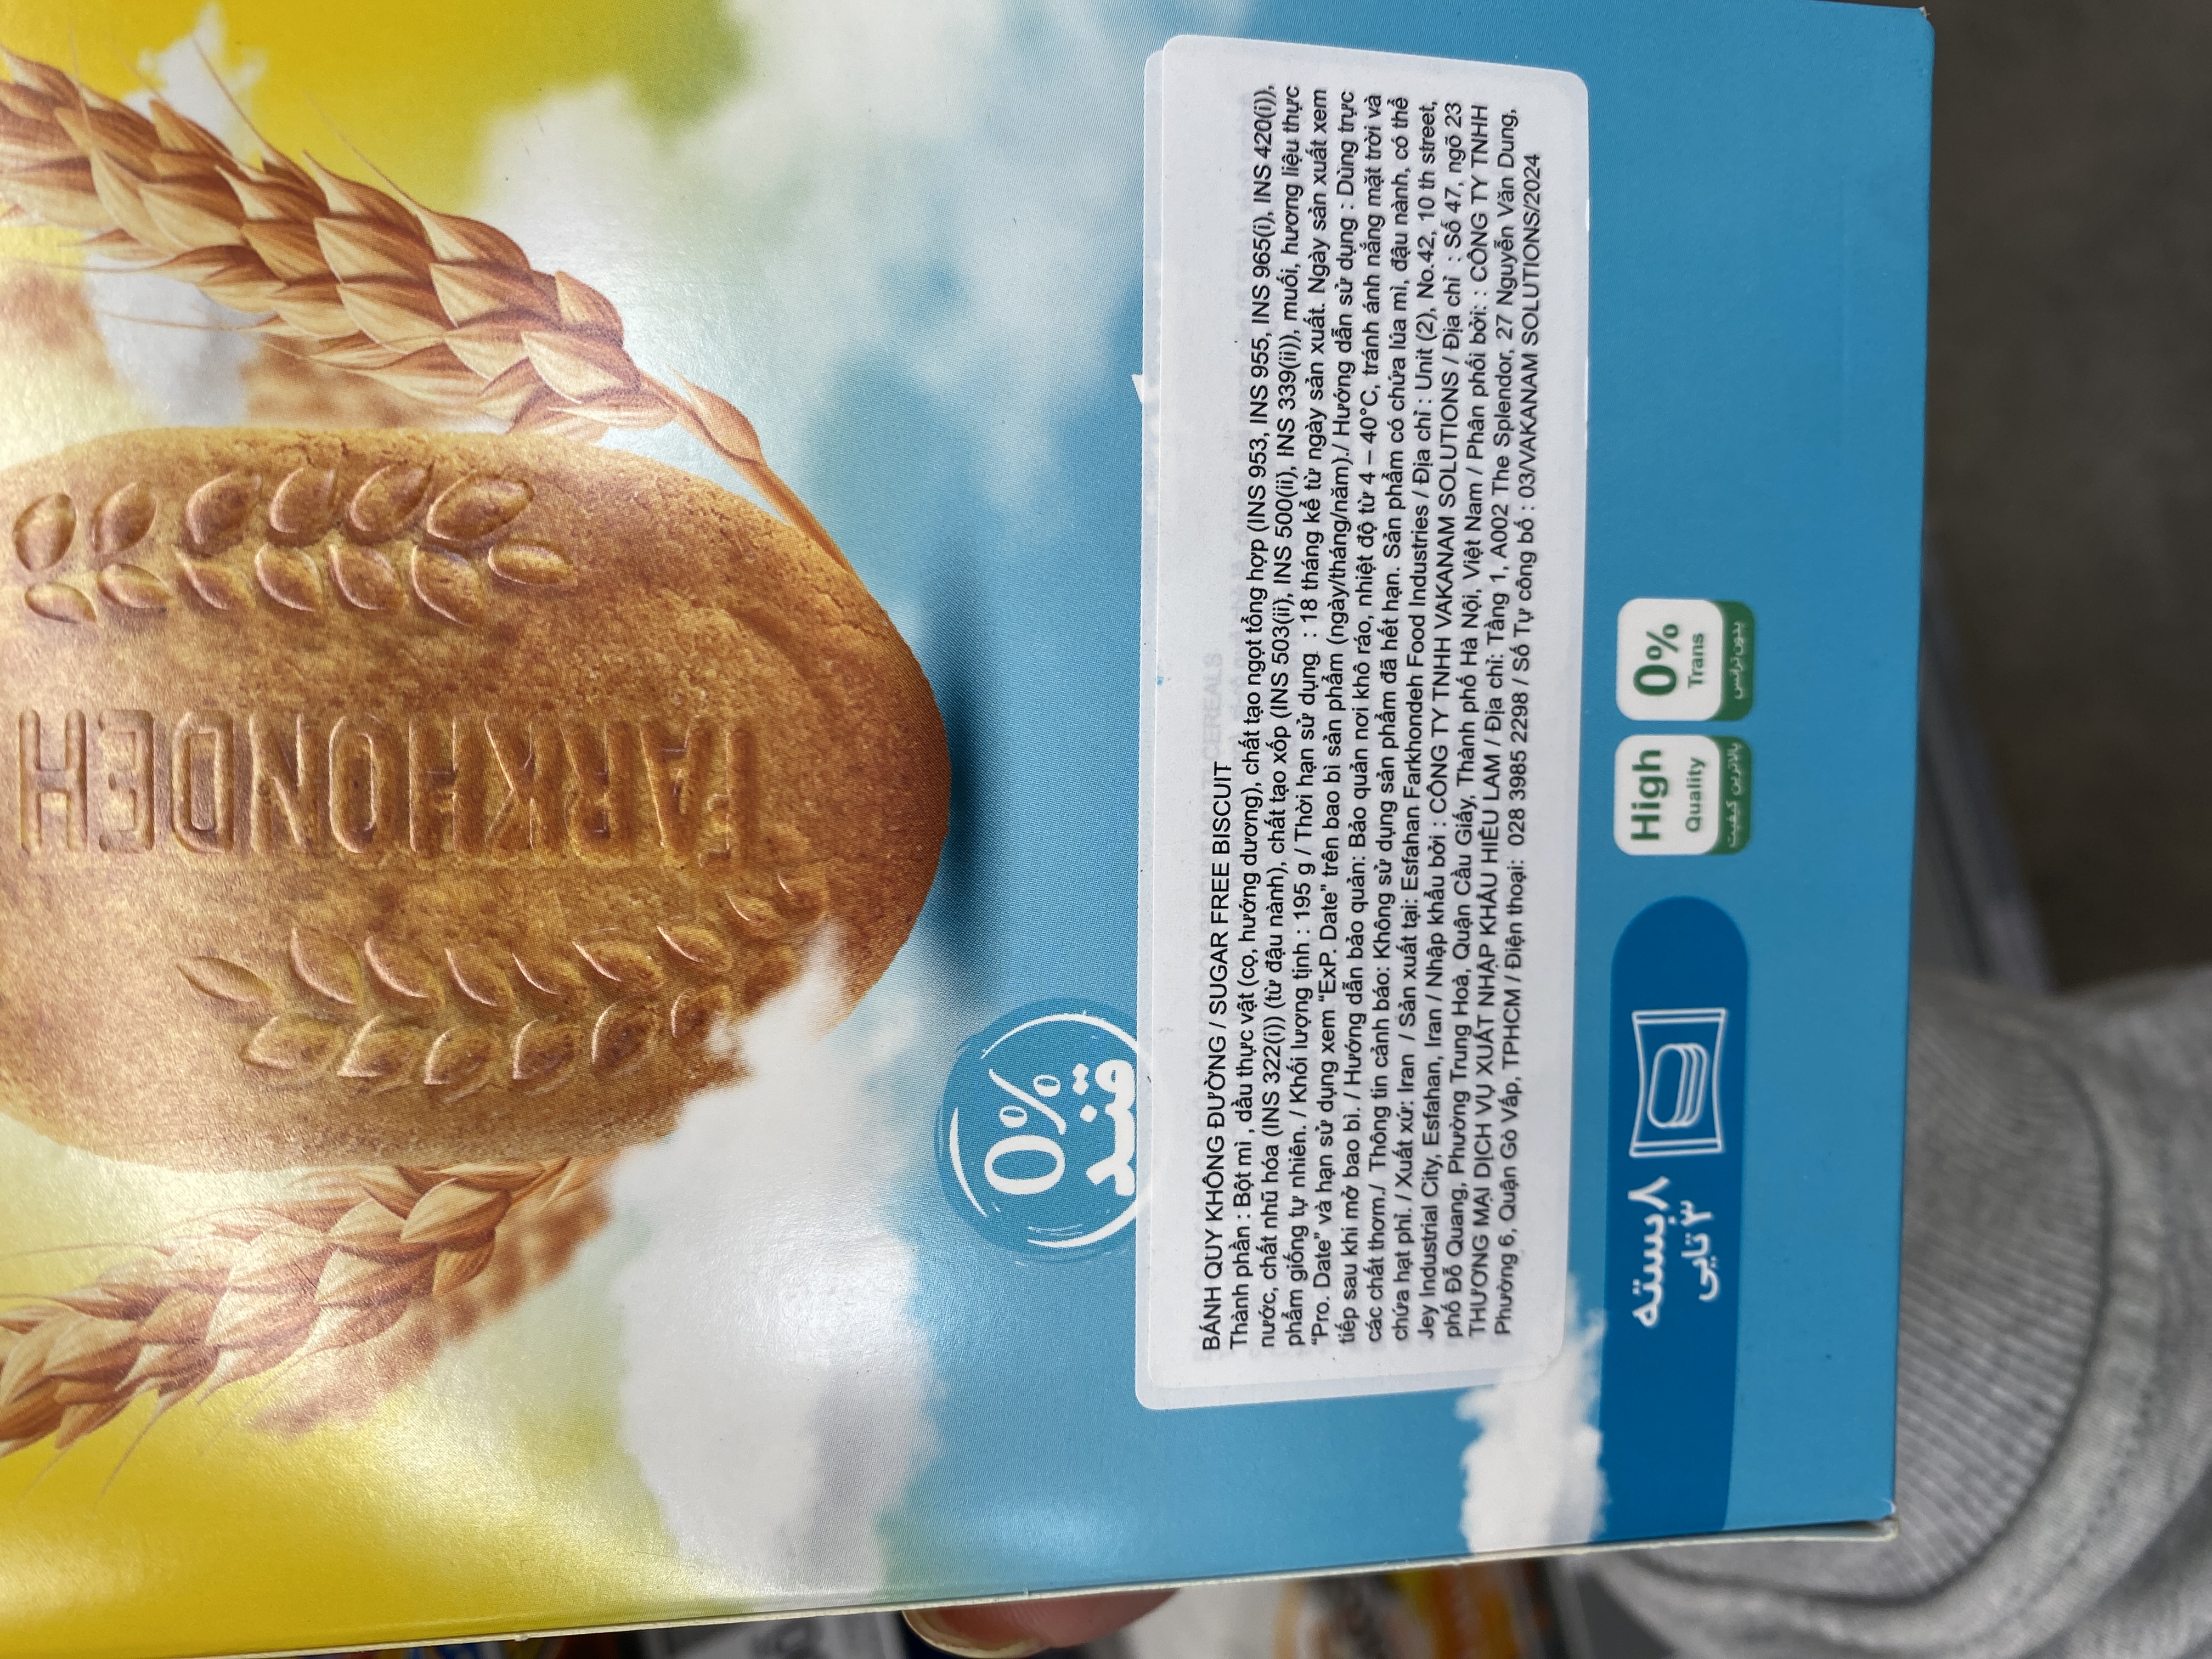 FARKHONDEH
0%
قند
BÁNH QUY KHÔNG ĐƯỜNG / SUGAR FREE BISCUIT
Thành phần : Bột mì , dầu thực vật (cọ, hướng dương), chất tạo ngọt tổng hợp (INS 953, INS 955, INS 965(i), INS 420(i)),
nước, chất nhũ hóa (INS 322(i)) (từ đậu nành), chất tạo xốp (INS 503(ii), INS 500(ii), INS 339(ii)), muối, hương liệu thực
phẩm giống tự nhiên. / Khối lượng tịnh : 195 g / Thời hạn sử dụng : 18 tháng kể từ ngày sản xuất. Ngày sản xuất xem
“Pro. Date” và hạn sử dụng xem “ExP. Date” trên bao bì sản phẩm (ngày/tháng/năm)./ Hướng dẫn sử dụng : Dùng trực
tiếp sau khi mở bao bì. / Hướng dẫn bảo quản: Bảo quản nơi khô ráo, nhiệt độ từ 4 – 40°C, tránh ánh nắng mặt trời và
các chất thơm./ Thông tin cảnh báo: Không sử dụng sản phẩm đã hết hạn. Sản phẩm có chứa lúa mì, đậu nành, có thể
chứa hạt phỉ. / Xuất xứ: Iran / Sản xuất tại: Esfahan Farkhondeh Food Industries / Địa chỉ : Unit (2), No.42, 10 th street,
Jey Industrial City, Esfahan, Iran / Nhập khẩu bởi : CÔNG TY TNHH VAKANAM SOLUTIONS / Địa chỉ : Số 47, ngõ 23
phố Đỗ Quang, Phường Trung Hoà, Quận Cầu Giấy, Thành phố Hà Nội, Việt Nam / Phân phối bởi: : CÔNG TY TNHH
THƯƠNG MẠI DỊCH VỤ XUẤT NHẬP KHẨU HIẾU LAM / Địa chỉ: Tầng 1, A002 The Splendor, 27 Nguyễn Văn Dung,
Phường 6, Quận Gò Vấp, TPHCM / Điện thoại: 028 3985 2298 / Số Tự công bố : 03/VAKANAM SOLUTIONS/2024
۸ بسته
۳ تایی
High
Quality
بالاترین کیفیت
0%
Trans
بدون ترانس